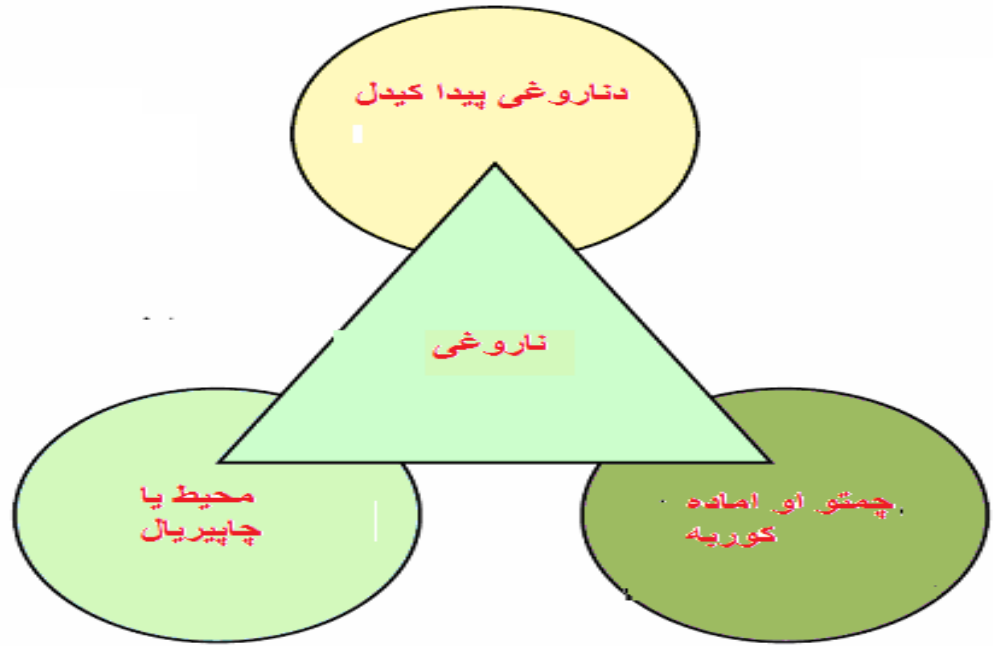 دناروغی پیدا کیدل
ناروغی
محیط یا
چاپیریال
چمتو او اماده
کوربه